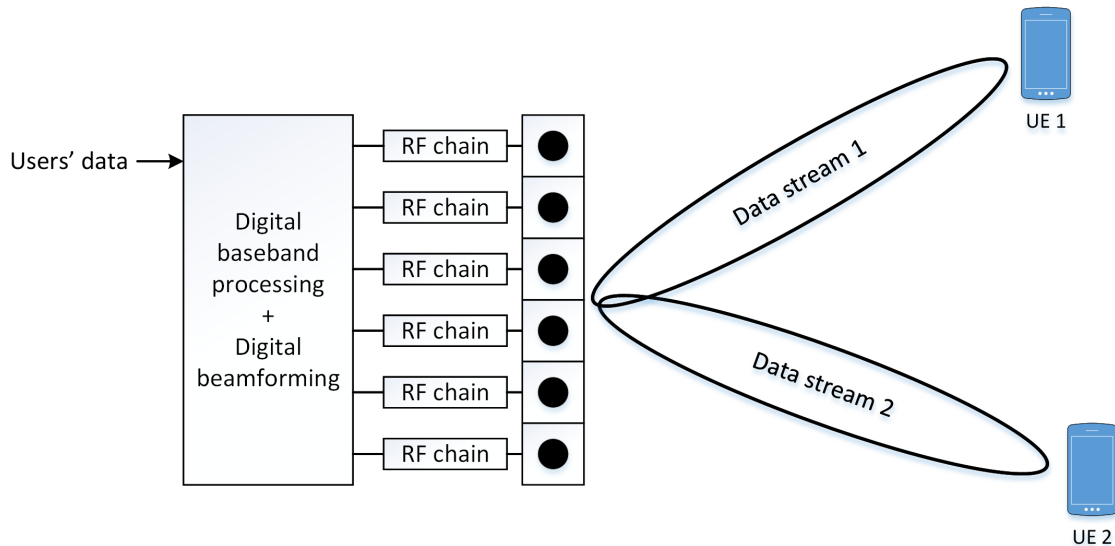 Users' data
Digital
baseband
processing
+
Digital
beamforming
RF chain
RF chain
RF chain
RF chain
RF chain
RF chain
Data stream 1
Data stream 2
UE 1
UE 2